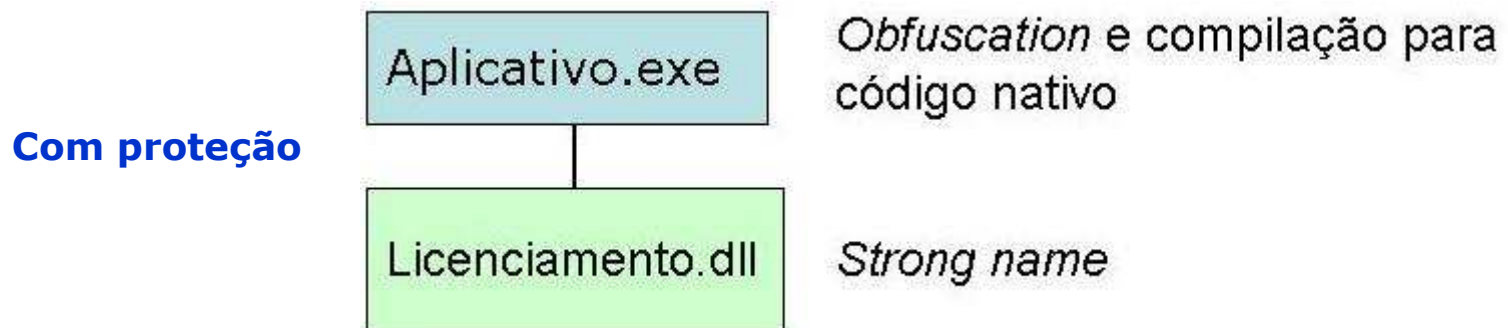 Com proteção
Aplicativo.exe
Obfuscation e compilação para
código nativo
Licenciamento.dll
Strong name